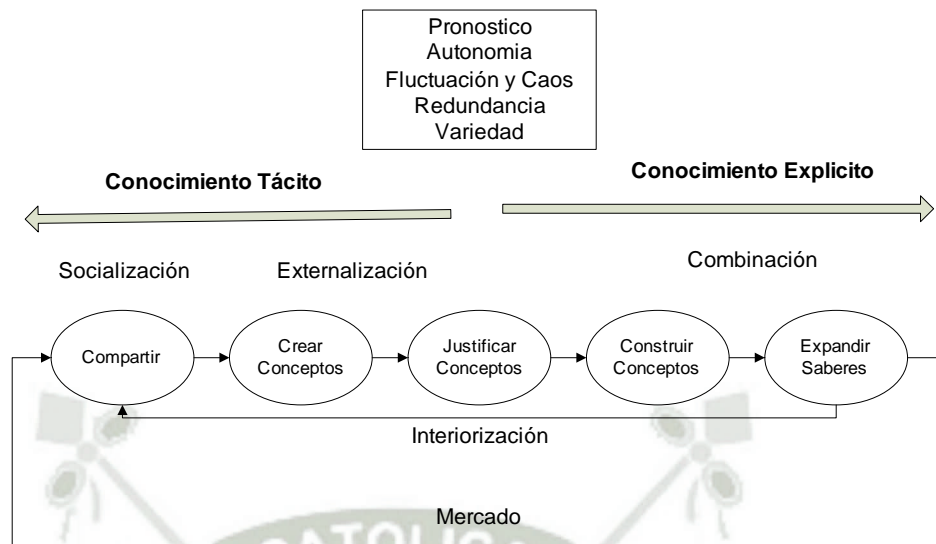 Pronostico
Autonomia
Fluctuación y Caos
Redundancia
Variedad
Conocimiento Tácito
Conocimiento Explicito
Socialización
Externalización
Combinación
Compartir
Crear
Conceptos
Justificar
Conceptos
Construir
Conceptos
Expandir
Saberes
Interiorización
Mercado
CATOLICA